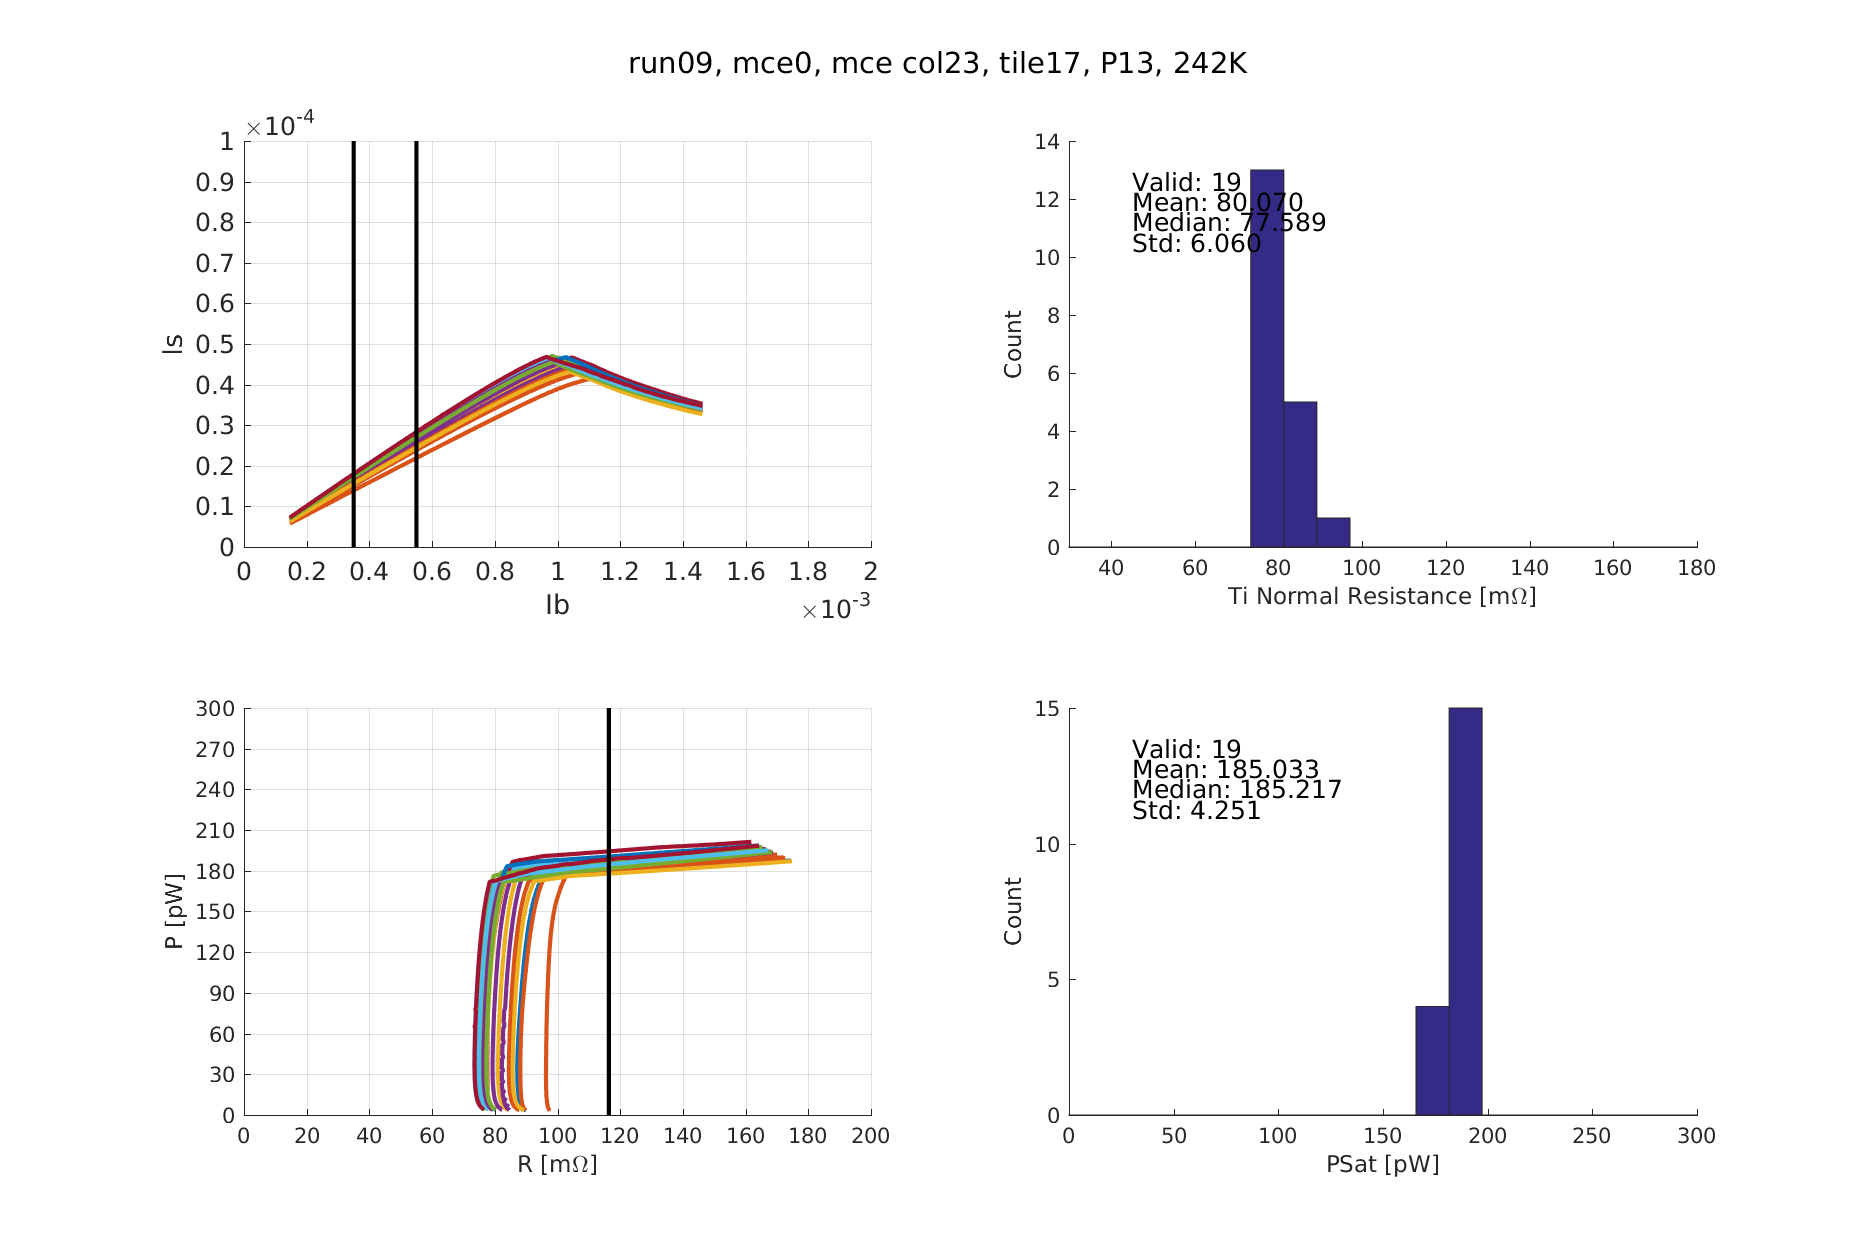 run09, mce0, mce col23, tile17, P13, 242K
×10-4
1
0.9
0.8
0.7
0.6
0.5
0.4
0.3
0.2
0.1
0
Is
0 0.2 0.4 0.6 0.8 1 1.2 1.4 1.6 1.8 2
Ib
×10-3
14
12
10
8
6
4
2
0
Count
Valid: 19
Mean: 80.070
Median: 77.589
Std: 6.060
40 60 80 100 120 140 160 180
Ti Normal Resistance [mΩ]
300
270
240
210
180
150
120
90
60
30
0
P [pW]
0 20 40 60 80 100 120 140 160 180 200
R [mΩ]
15
10
5
0
Count
Valid: 19
Mean: 185.033
Median: 185.217
Std: 4.251
0 50 100 150 200 250 300
PSat [pW]